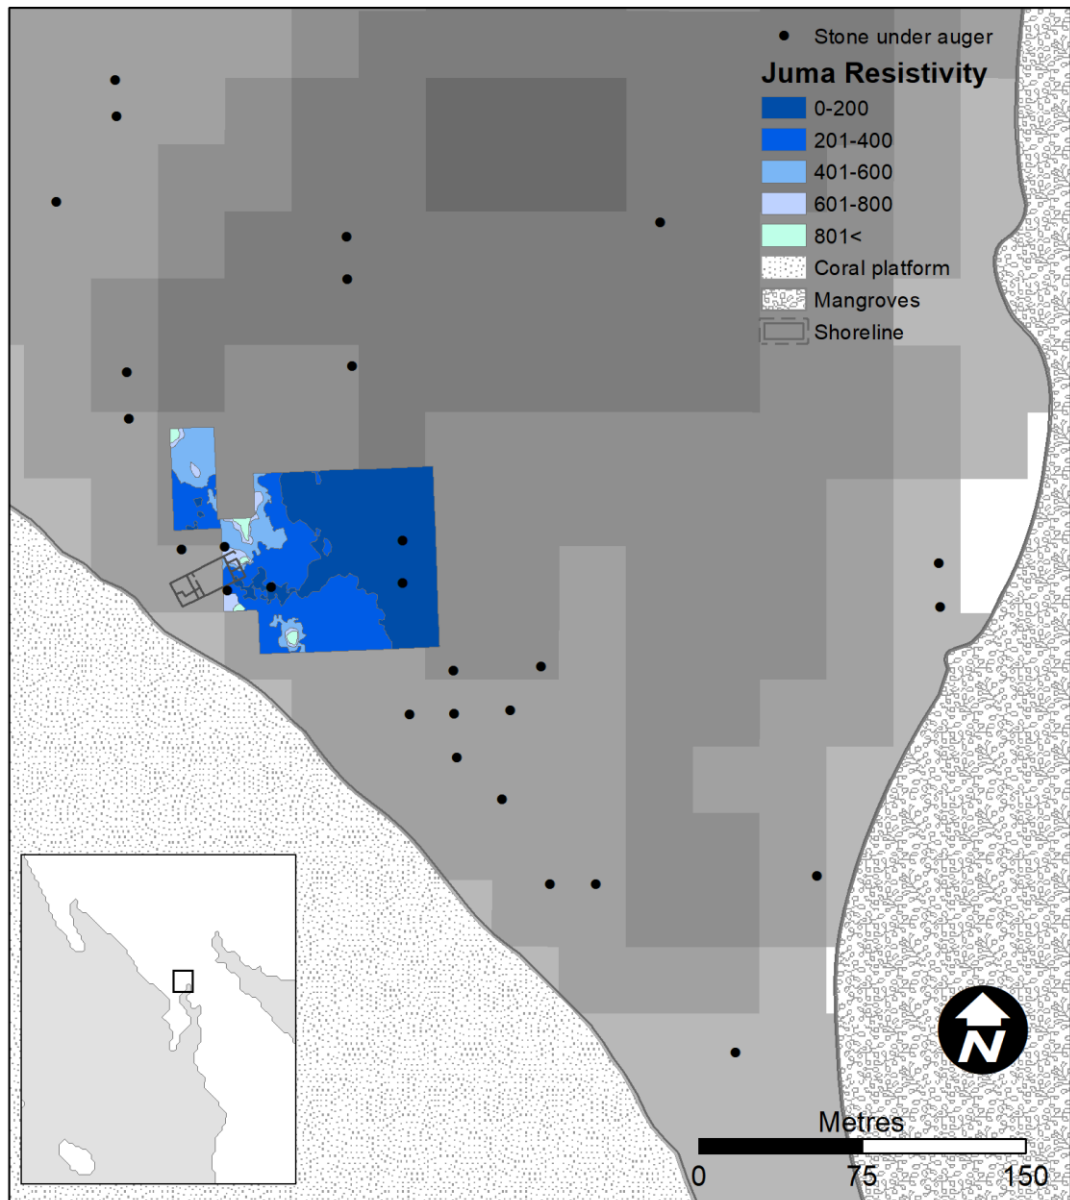 Stone under auger
Juma Resistivity
0-200
201-400
401-600
601-800
801<
Coral platform
Mangroves
Shoreline
N
Metres
0 75 150